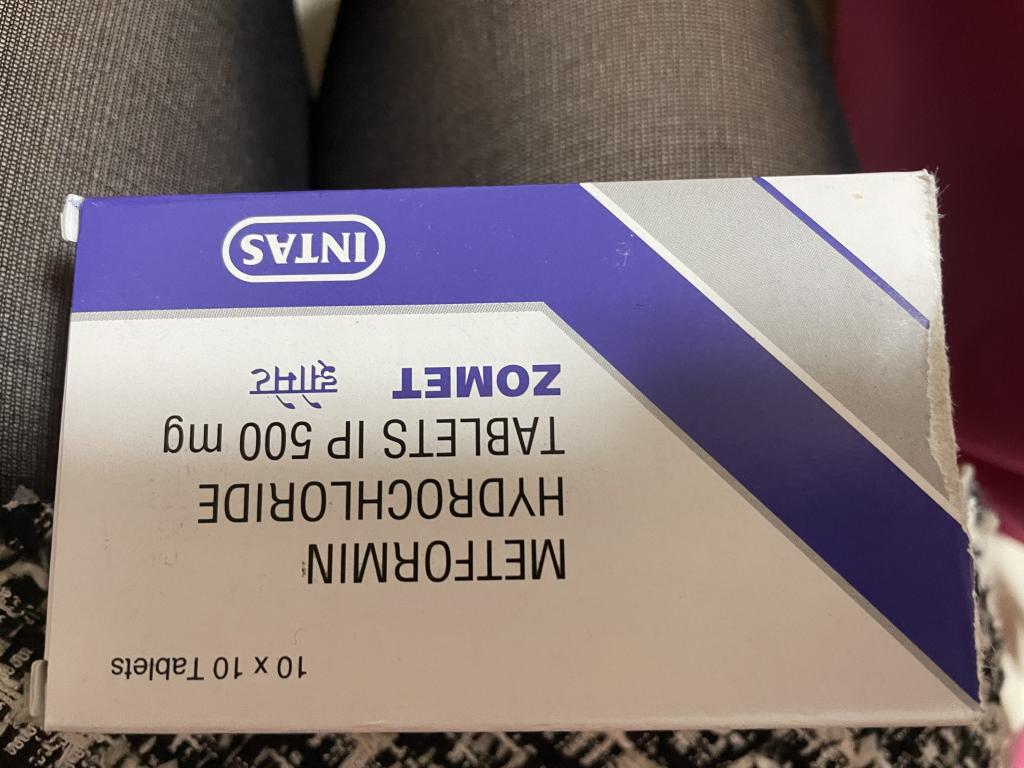 10 x 10 Tablets
METFORMIN
HYDROCHLORIDE
TABLETS IP 500 mg
ZOMET झोमेट
INTAS